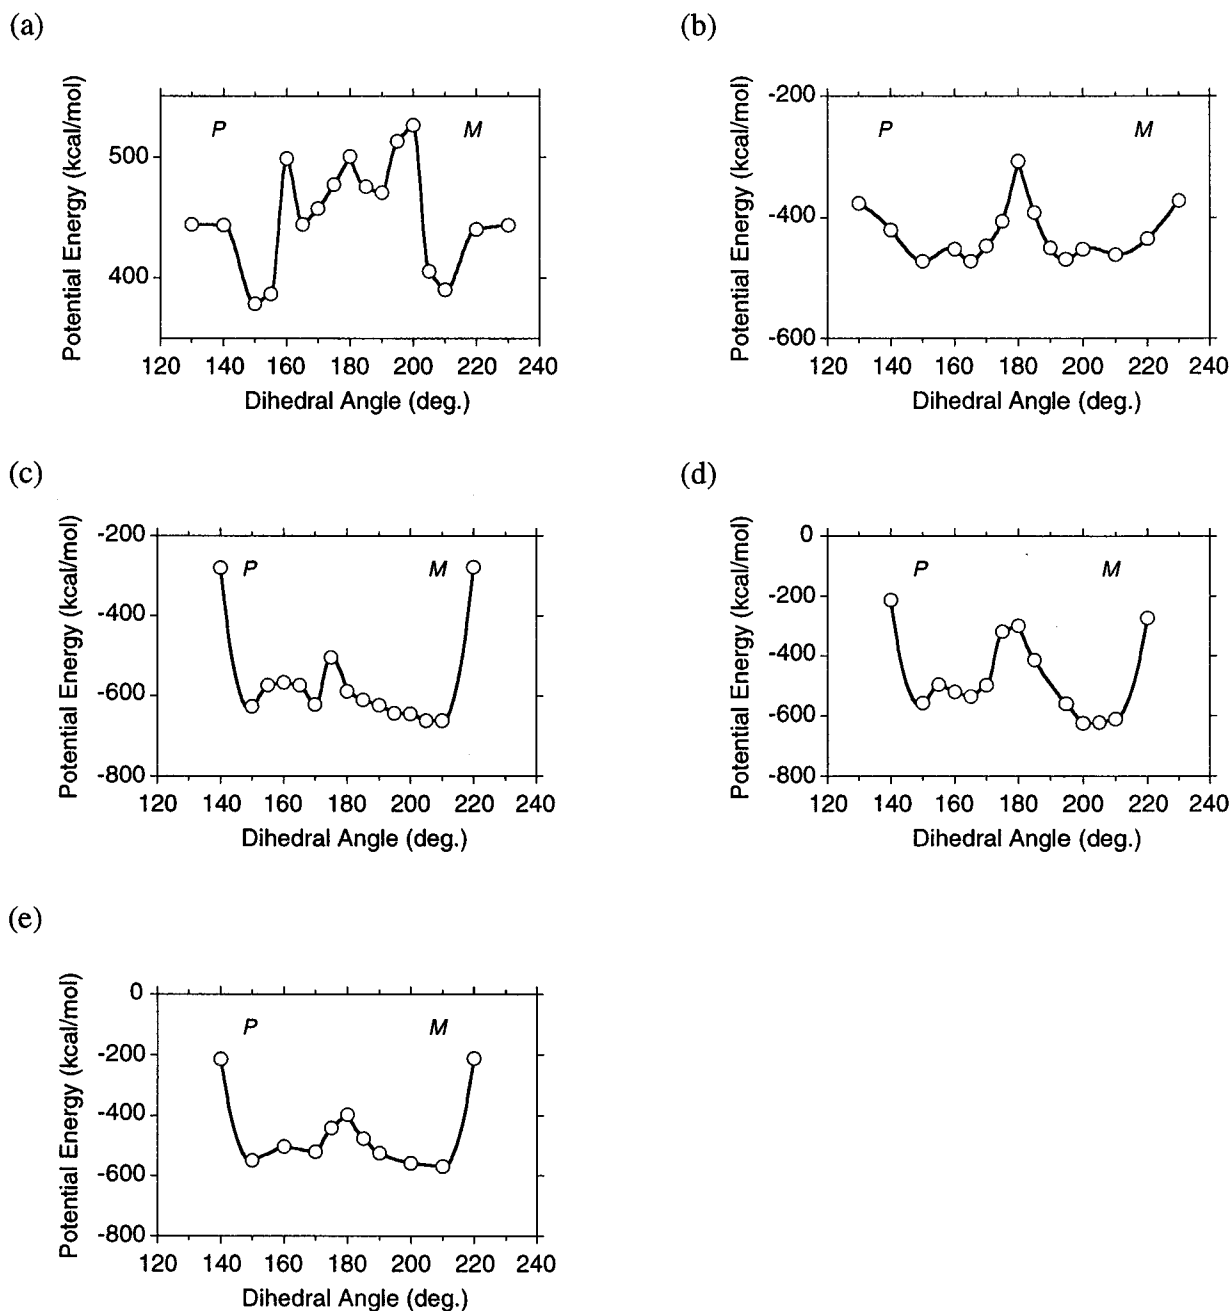 (a)
Potential Energy (kcal/mol)
500
400
P
M
120 140 160 180 200 220 240
Dihedral Angle (deg.)
(b)
Potential Energy (kcal/mol)
-200
-400
-600
P
M
120 140 160 180 200 220 240
Dihedral Angle (deg.)
(c)
Potential Energy (kcal/mol)
-200
-400
-600
-800
P
M
120 140 160 180 200 220 240
Dihedral Angle (deg.)
(d)
Potential Energy (kcal/mol)
0
-200
-400
-600
-800
P
M
120 140 160 180 200 220 240
Dihedral Angle (deg.)
(e)
Potential Energy (kcal/mol)
0
-200
-400
-600
-800
P
M
120 140 160 180 200 220 240
Dihedral Angle (deg.)